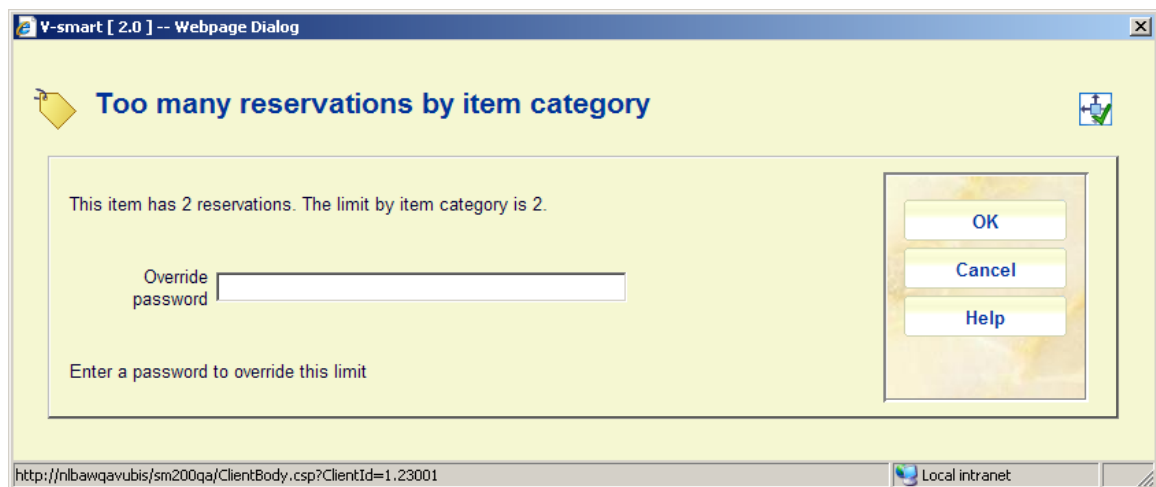 V-smart [ 2.0 ] -- Webpage Dialog
Too many reservations by item category
This item has 2 reservations. The limit by item category is 2.
OK
Override
password
Cancel
Help
Enter a password to override this limit
http://nlbawqavubis/sm200qa/ClientBody.csp?ClientId=1.23001
Local intranet